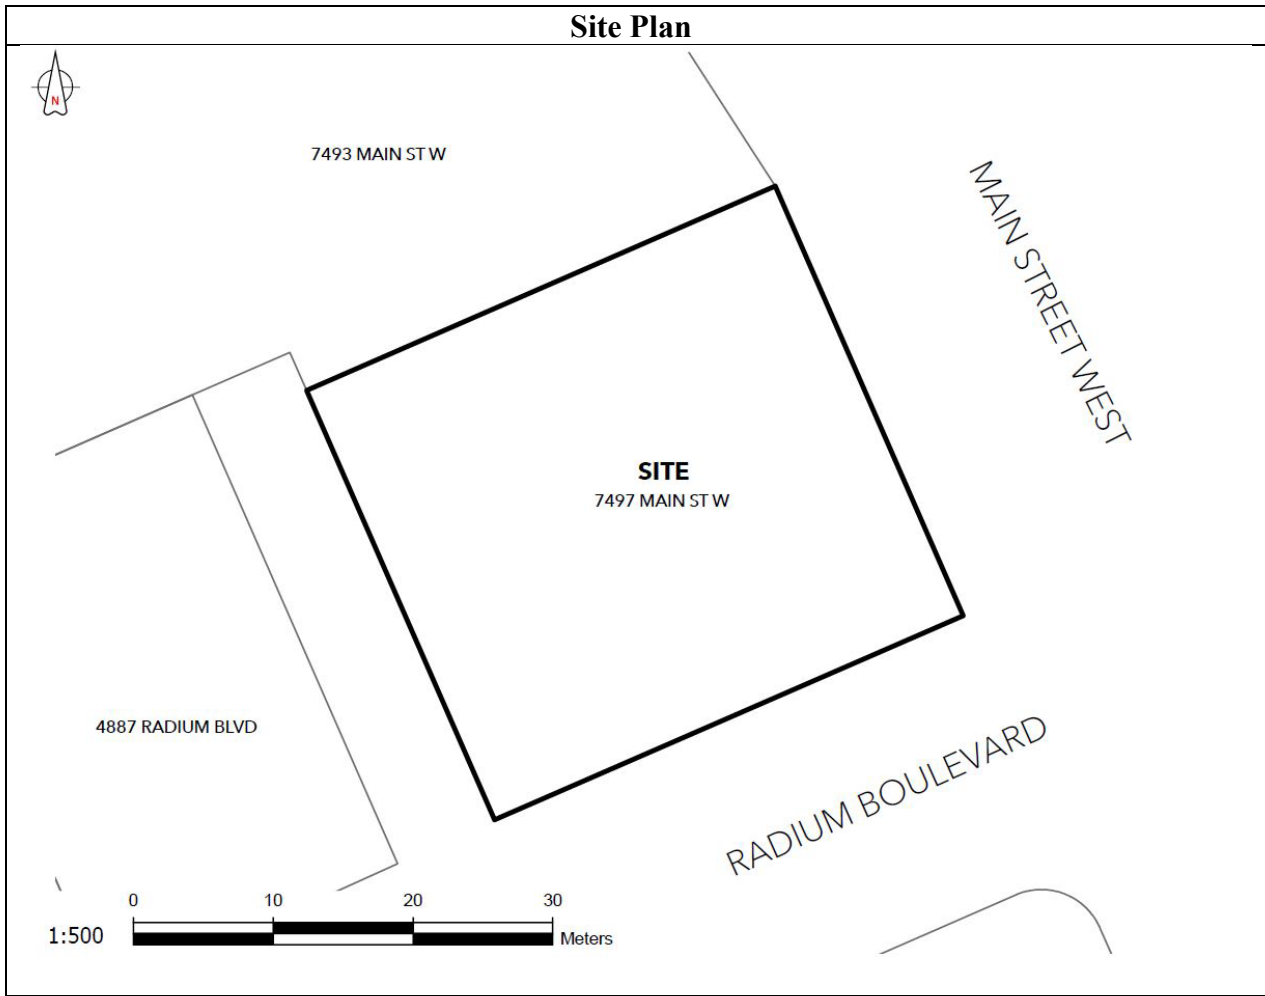 Site Plan
N
7493 MAIN ST W
MAIN STREET WEST
SITE
7497 MAIN ST W
4887 RADIUM BLVD
RADIUM BOULEVARD
0 10 20 30
1:500 Meters